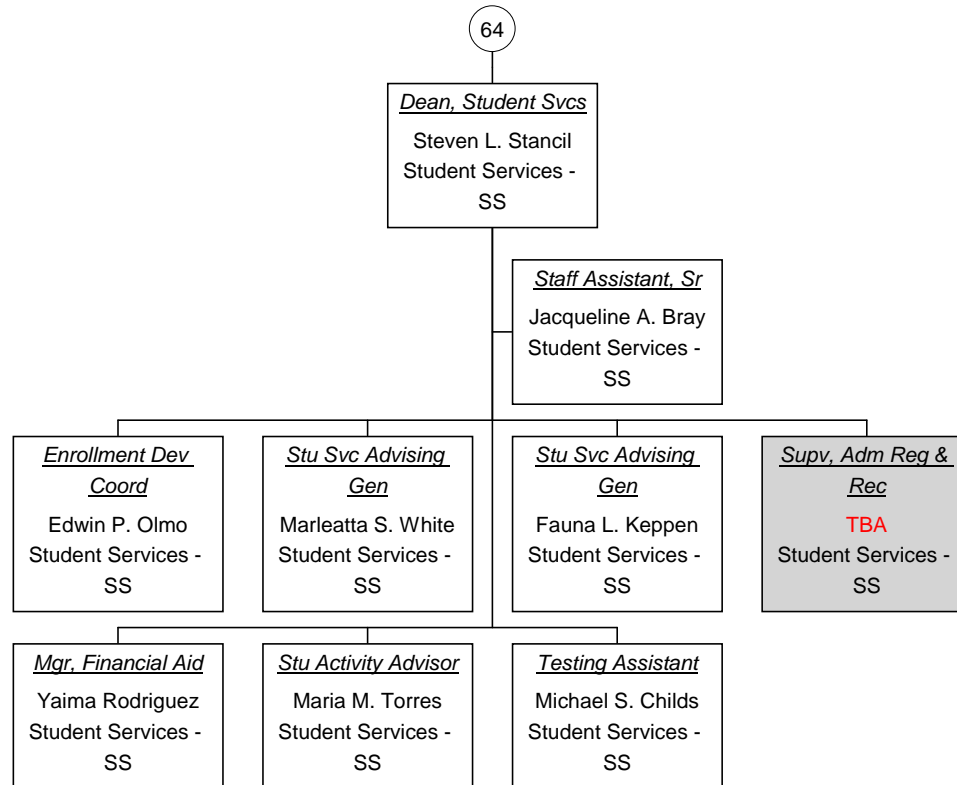 64
Dean, Student Svcs
Steven L. Stancil
Student Services -
SS
Staff Assistant, Sr
Jacqueline A. Bray
Student Services -
SS
Enrollment Dev
Coord
Edwin P. Olmo
Student Services -
SS
Stu Svc Advising
Gen
Marleatta S. White
Student Services -
SS
Stu Svc Advising
Gen
Fauna L. Keppen
Student Services -
SS
Supv, Adm Reg &
Rec
TBA
Student Services -
SS
Mgr, Financial Aid
Yaima Rodriguez
Student Services -
SS
Stu Activity Advisor
Maria M. Torres
Student Services -
SS
Testing Assistant
Michael S. Childs
Student Services -
SS